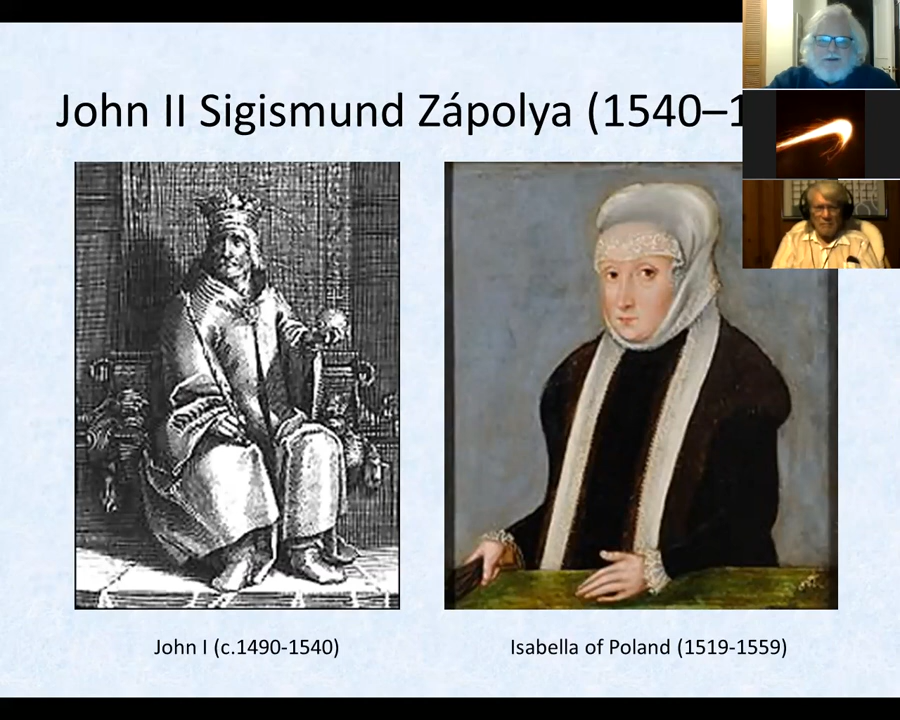 John II Sigismund Zápolya (1540–1
John I (c.1490-1540)
Isabella of Poland (1519-1559)